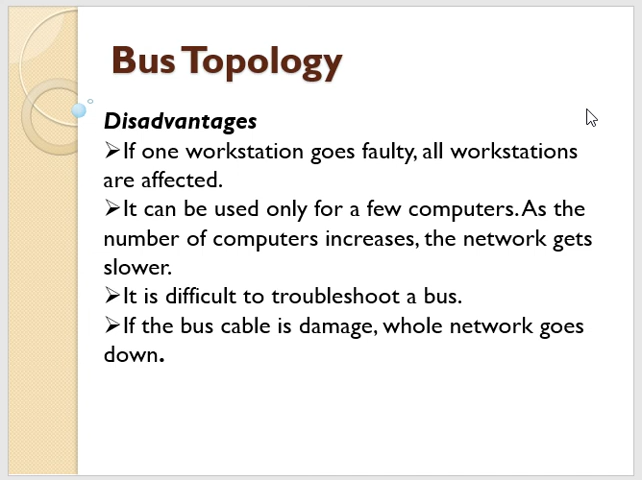 Bus Topology
Disadvantages
➢If one workstation goes faulty, all workstations
are affected.
➢It can be used only for a few computers. As the
number of computers increases, the network gets
slower.
➢It is difficult to troubleshoot a bus.
➢If the bus cable is damage, whole network goes
down.